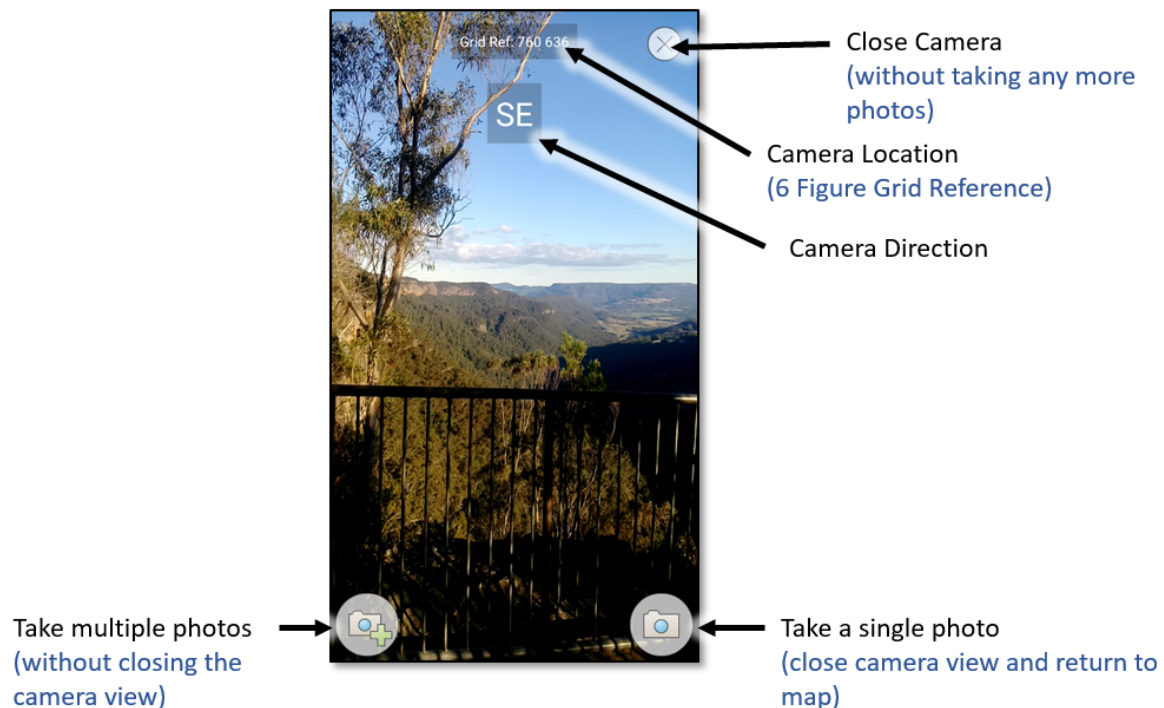 Grid Ref: 760 636
SE
Close Camera
(without taking any more
photos)
Camera Location
(6 Figure Grid Reference)
Camera Direction
Take multiple photos
(without closing the
camera view)
Take a single photo
(close camera view and return to
map)